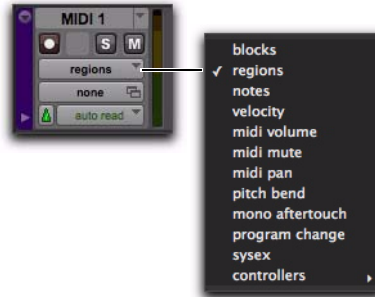 MIDI 1
S M
regions
none
auto read
blocks
✓ regions
notes
velocity
midi volume
midi mute
midi pan
pitch bend
mono aftertouch
program change
sysex
controllers